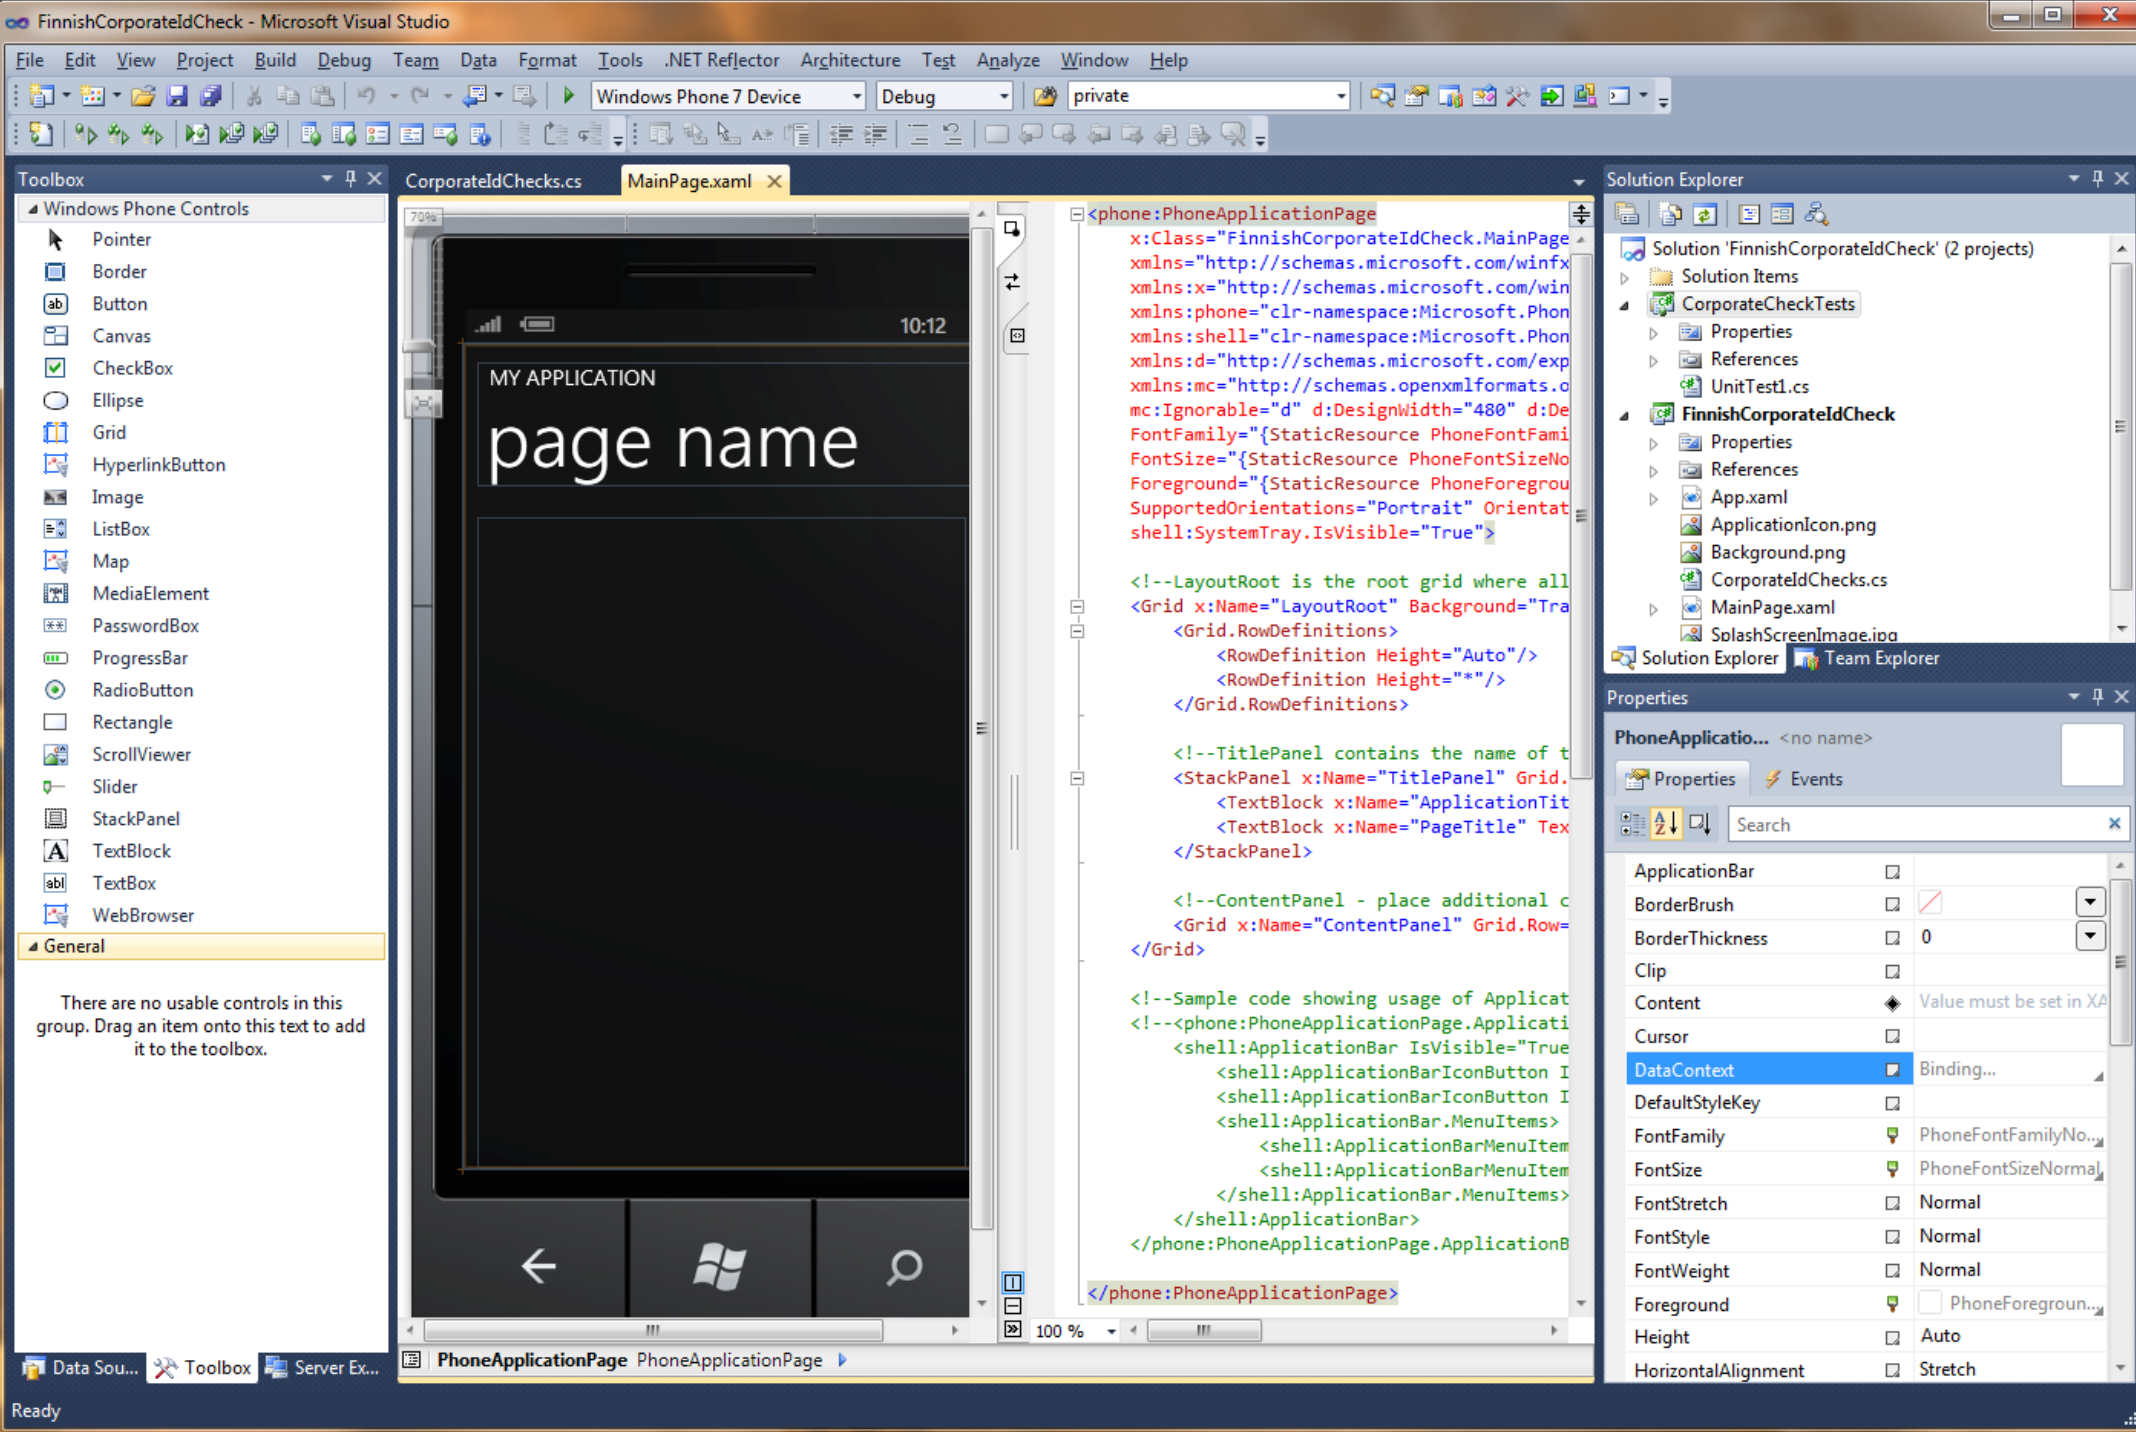 FinnishCorporateIdCheck - Microsoft Visual Studio
File Edit View Project Build Debug Team Data Format Tools .NET Reflector Architecture Test Analyze Window Help
Windows Phone 7 Device Debug private
Toolbox
Windows Phone Controls
Pointer
Border
Button
Canvas
CheckBox
Ellipse
Grid
HyperlinkButton
Image
ListBox
Map
MediaElement
PasswordBox
ProgressBar
RadioButton
Rectangle
ScrollViewer
Slider
StackPanel
TextBlock
TextBox
WebBrowser
General
There are no usable controls in this
group. Drag an item onto this text to add
it to the toolbox.
Data Sou... Toolbox Server Ex...
CorporateIdChecks.cs MainPage.xaml
70%
10:12
MY APPLICATION
page name
<phone:PhoneApplicationPage
x:Class="FinnishCorporateIdCheck.MainPage
xmlns="http://schemas.microsoft.com/winfx
xmlns:x="http://schemas.microsoft.com/win
xmlns:phone="clr-namespace:Microsoft.Phon
xmlns:shell="clr-namespace:Microsoft.Phon
xmlns:d="http://schemas.microsoft.com/exp
xmlns:mc="http://schemas.openxmlformats.o
mc:Ignorable="d" d:DesignWidth="480" d:De
FontFamily="{StaticResource PhoneFontFami
FontSize="{StaticResource PhoneFontSizeNo
Foreground="{StaticResource PhoneForegrou
SupportedOrientations="Portrait" Orientat
shell:SystemTray.IsVisible="True">
<!--LayoutRoot is the root grid where all
<Grid x:Name="LayoutRoot" Background="Tra
<Grid.RowDefinitions>
<RowDefinition Height="Auto"/>
<RowDefinition Height="*"/>
</Grid.RowDefinitions>
<!--TitlePanel contains the name of t
<StackPanel x:Name="TitlePanel" Grid.
<TextBlock x:Name="ApplicationTit
<TextBlock x:Name="PageTitle" Tex
</StackPanel>
<!--ContentPanel - place additional c
<Grid x:Name="ContentPanel" Grid.Row=
</Grid>
<!--Sample code showing usage of Applicat
<!--<phone:PhoneApplicationPage.Applicati
<shell:ApplicationBar IsVisible="True
<shell:ApplicationBarIconButton I
<shell:ApplicationBarIconButton I
<shell:ApplicationBar.MenuItems>
<shell:ApplicationBarMenuItem
<shell:ApplicationBarMenuItem
</shell:ApplicationBar.MenuItems>
</shell:ApplicationBar>
</phone:PhoneApplicationPage.ApplicationB
</phone:PhoneApplicationPage>
100 %
PhoneApplicationPage PhoneApplicationPage
Solution Explorer
Solution 'FinnishCorporateIdCheck' (2 projects)
Solution Items
CorporateCheckTests
Properties
References
UnitTest1.cs
FinnishCorporateIdCheck
Properties
References
App.xaml
ApplicationIcon.png
Background.png
CorporateIdChecks.cs
MainPage.xaml
SplashScreenImage.jpg
Solution Explorer Team Explorer
Properties
PhoneApplicatio... <no name>
Properties Events
Search
ApplicationBar
BorderBrush
BorderThickness 0
Clip
Content Value must be set in XA
Cursor
DataContext Binding...
DefaultStyleKey
FontFamily PhoneFontFamilyNo...
FontSize PhoneFontSizeNormal
FontStretch Normal
FontStyle Normal
FontWeight Normal
Foreground PhoneForegroun...
Height Auto
HorizontalAlignment Stretch
Ready